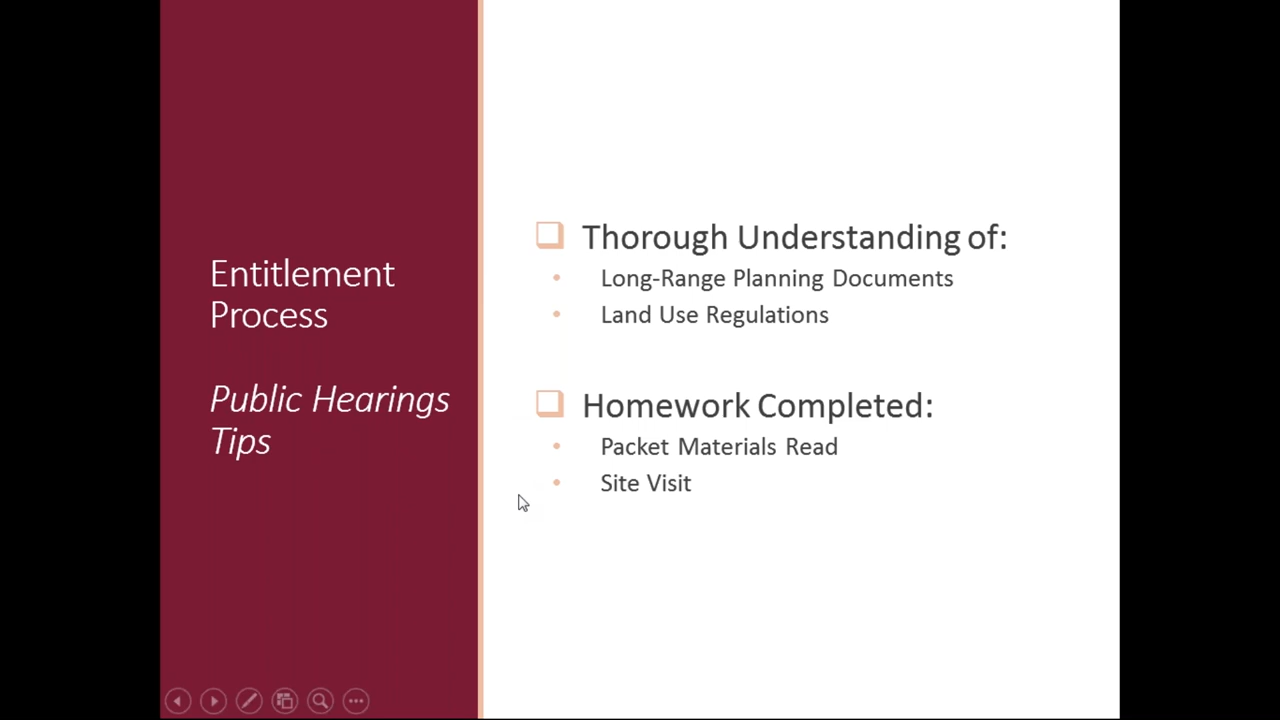 Entitlement
Process
Public Hearings
Tips
Thorough Understanding of:
Long-Range Planning Documents
Land Use Regulations
Homework Completed:
Packet Materials Read
Site Visit